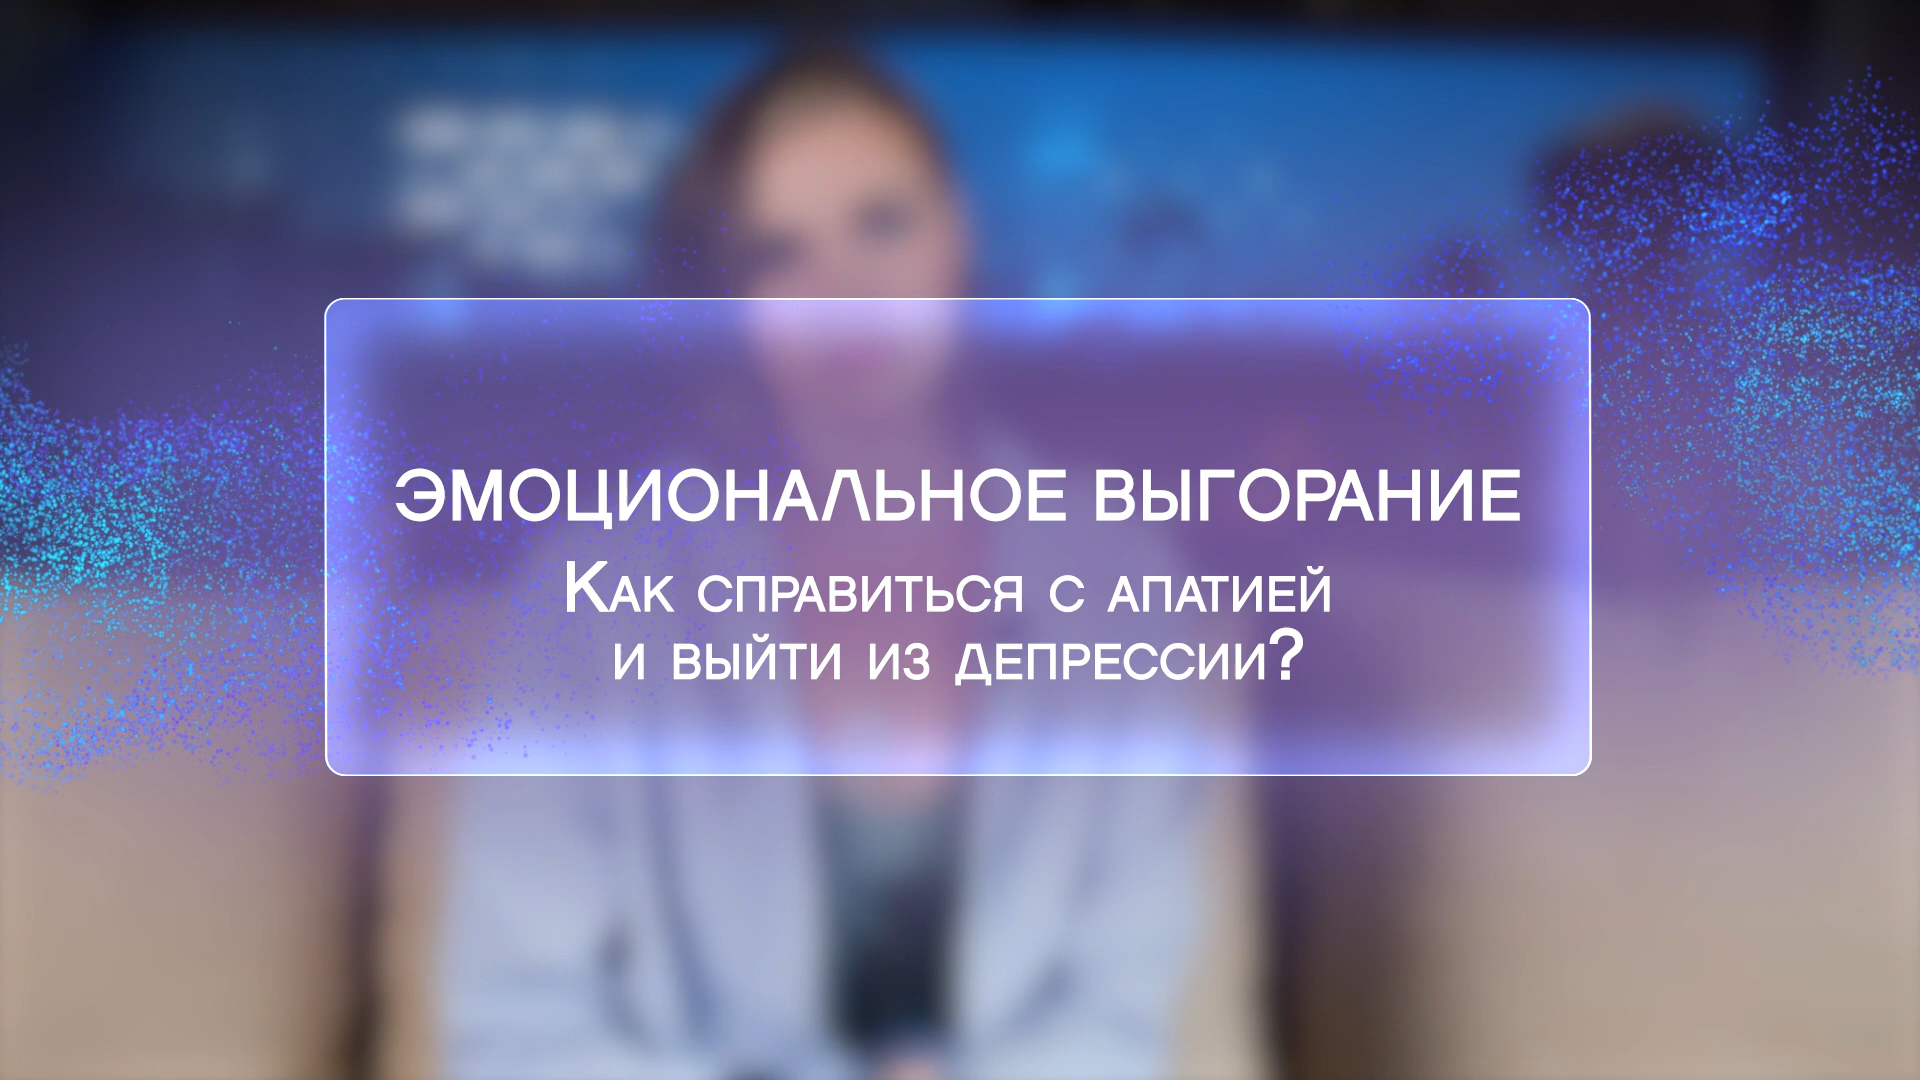 ЭМОЦИОНАЛЬНОЕ ВЫГОРАНИЕ
Как справиться с апатией
и выйти из депрессии?